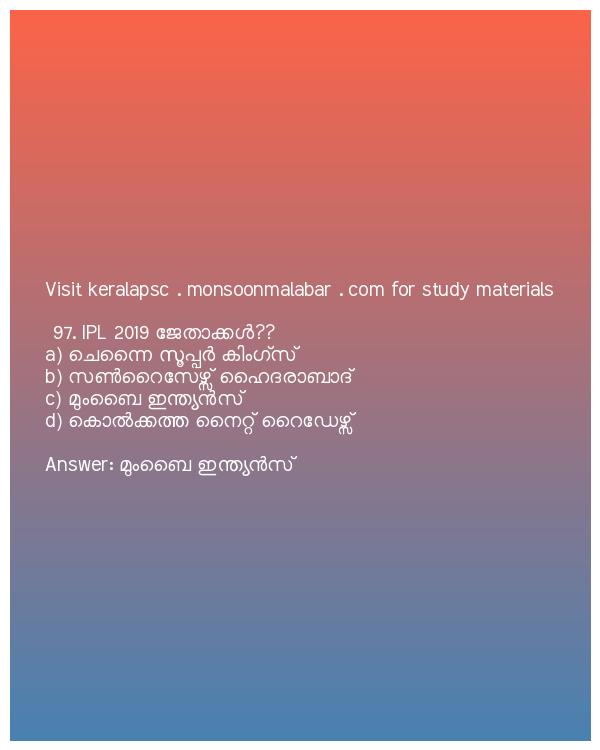 Visit keralapsc . monsoonmalabar . com for study materials
97. IPL 2019 ജേതാക്കൾ??
a) ചെന്നൈ സൂപ്പർ കിംഗ്സ്
b) സൺറൈസേഴ്സ് ഹൈദരാബാദ്
c) മുംബൈ ഇന്ത്യൻസ്
d) കൊൽക്കത്ത നൈറ്റ് റൈഡേഴ്സ്
Answer: മുംബൈ ഇന്ത്യൻസ്